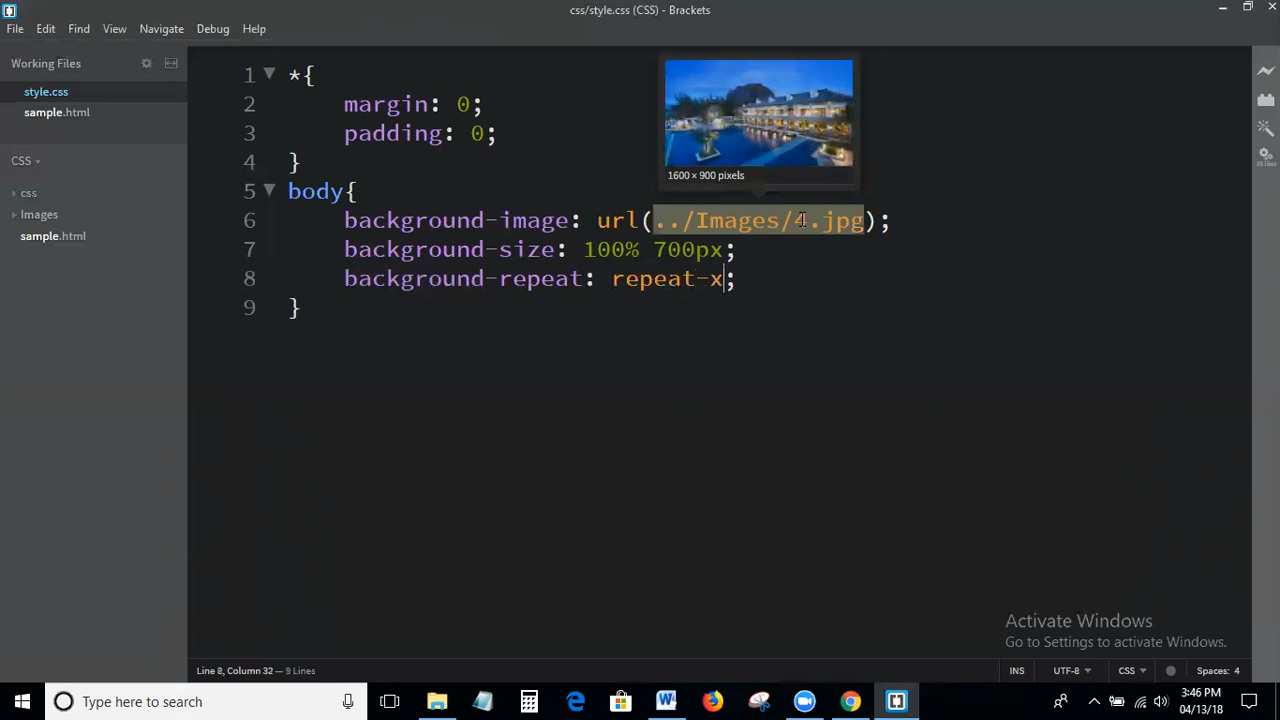 css/style.css (CSS) - Brackets
File Edit Find View Navigate Debug Help
Working Files
style.css
sample.html
CSS
css
Images
sample.html
1 *{
2 margin: 0;
3 padding: 0;
4 }
5 body{
6 background-image: url(../Images/4.jpg);
7 background-size: 100% 700px;
8 background-repeat: repeat-x;
9 }
1600 × 900 pixels
Activate Windows
Go to Settings to activate Windows.
Line 8, Column 32 — 9 Lines
INS UTF-8 CSS Spaces: 4
Type here to search
3:46 PM
04/13/18